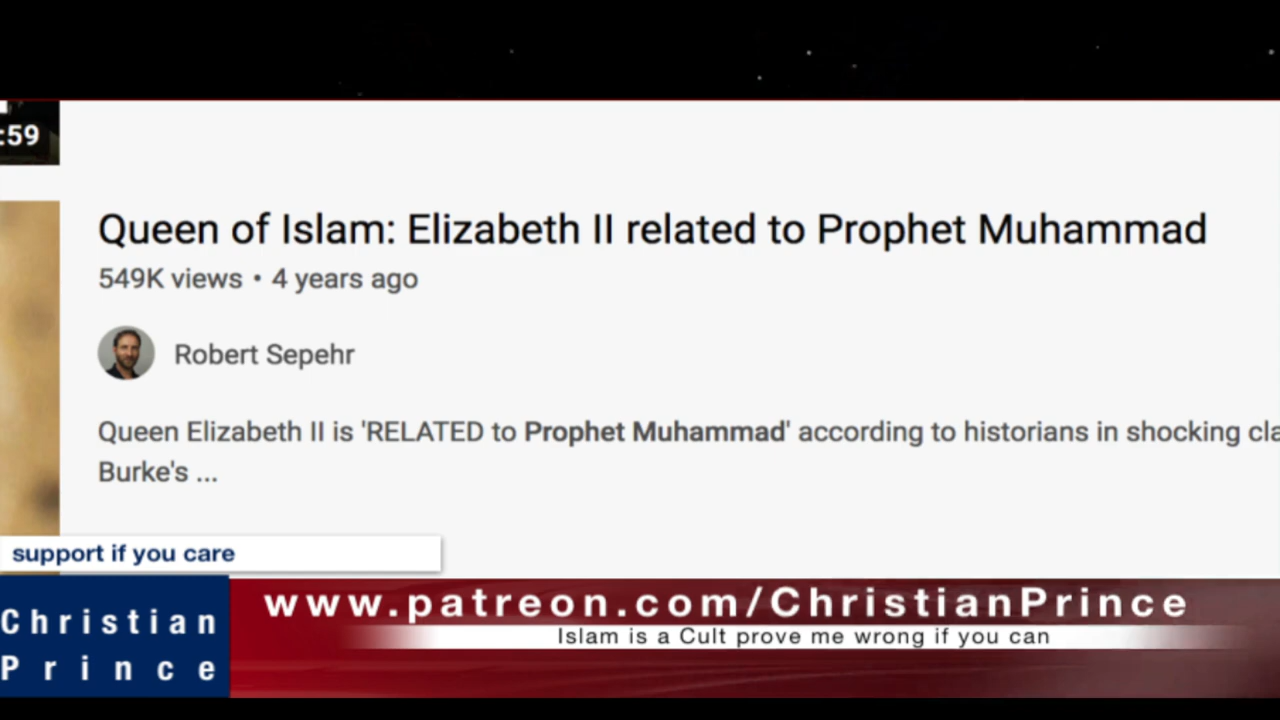 :59
Queen of Islam: Elizabeth II related to Prophet Muhammad
549K views • 4 years ago
Robert Sepehr
Queen Elizabeth II is 'RELATED to Prophet Muhammad' according to historians in shocking cla
Burke's ...
support if you care
Christian
Prince
www.patreon.com/ChristianPrince
Islam is a Cult prove me wrong if you can